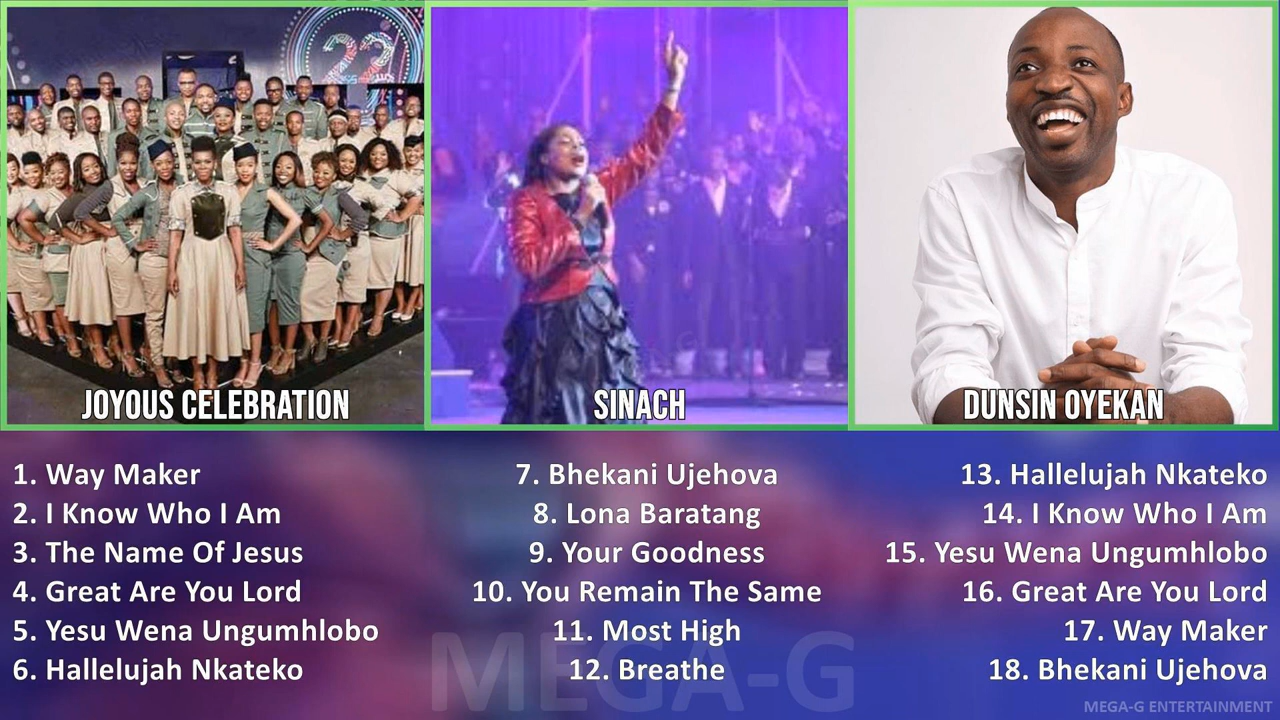 22
JOYOUS CELEBRATION
SINACH
DUNSIN OYEKAN
1. Way Maker
2. I Know Who I Am
3. The Name Of Jesus
4. Great Are You Lord
5. Yesu Wena Ungumhlobo
6. Hallelujah Nkateko
7. Bhekani Ujehova
8. Lona Baratang
9. Your Goodness
10. You Remain The Same
11. Most High
12. Breathe
13. Hallelujah Nkateko
14. I Know Who I Am
15. Yesu Wena Ungumhlobo
16. Great Are You Lord
17. Way Maker
18. Bhekani Ujehova
MEGA-G
MEGA-G ENTERTAINMENT